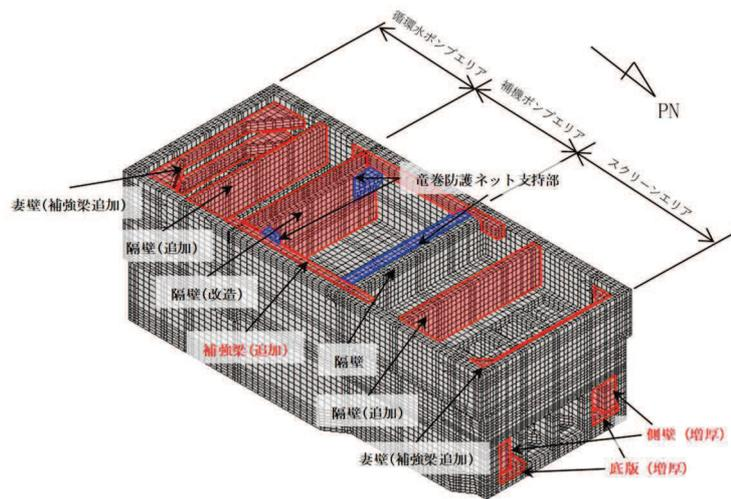 循環水ポンプエリア
補機ポンプエリア
スクリーンエリア
PN
竜巻防護ネット支持部
妻壁(補強梁追加)
隔壁(追加)
隔壁(改造)
補強梁(追加)
隔壁
隔壁(追加)
妻壁(補強梁追加)
側壁(増厚)
底版(増厚)